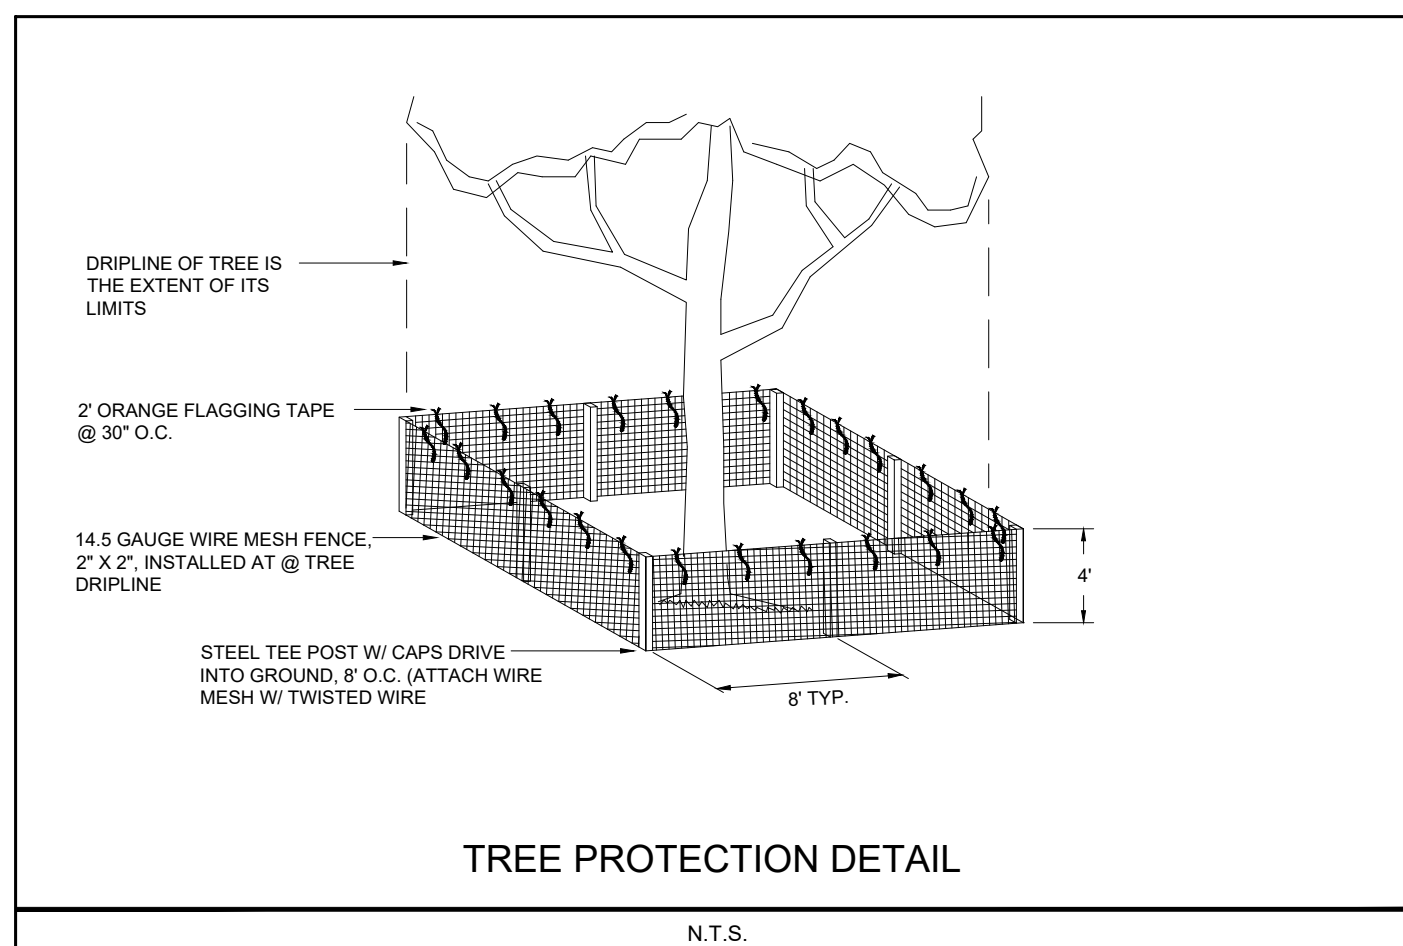 DRIPLINE OF TREE IS
THE EXTENT OF ITS
LIMITS
2' ORANGE FLAGGING TAPE
@ 30" O.C.
14.5 GAUGE WIRE MESH FENCE,
2" X 2", INSTALLED AT @ TREE
DRIPLINE
4'
STEEL TEE POST W/ CAPS DRIVE
INTO GROUND, 8' O.C. (ATTACH WIRE
MESH W/ TWISTED WIRE
8' TYP.
TREE PROTECTION DETAIL
N.T.S.